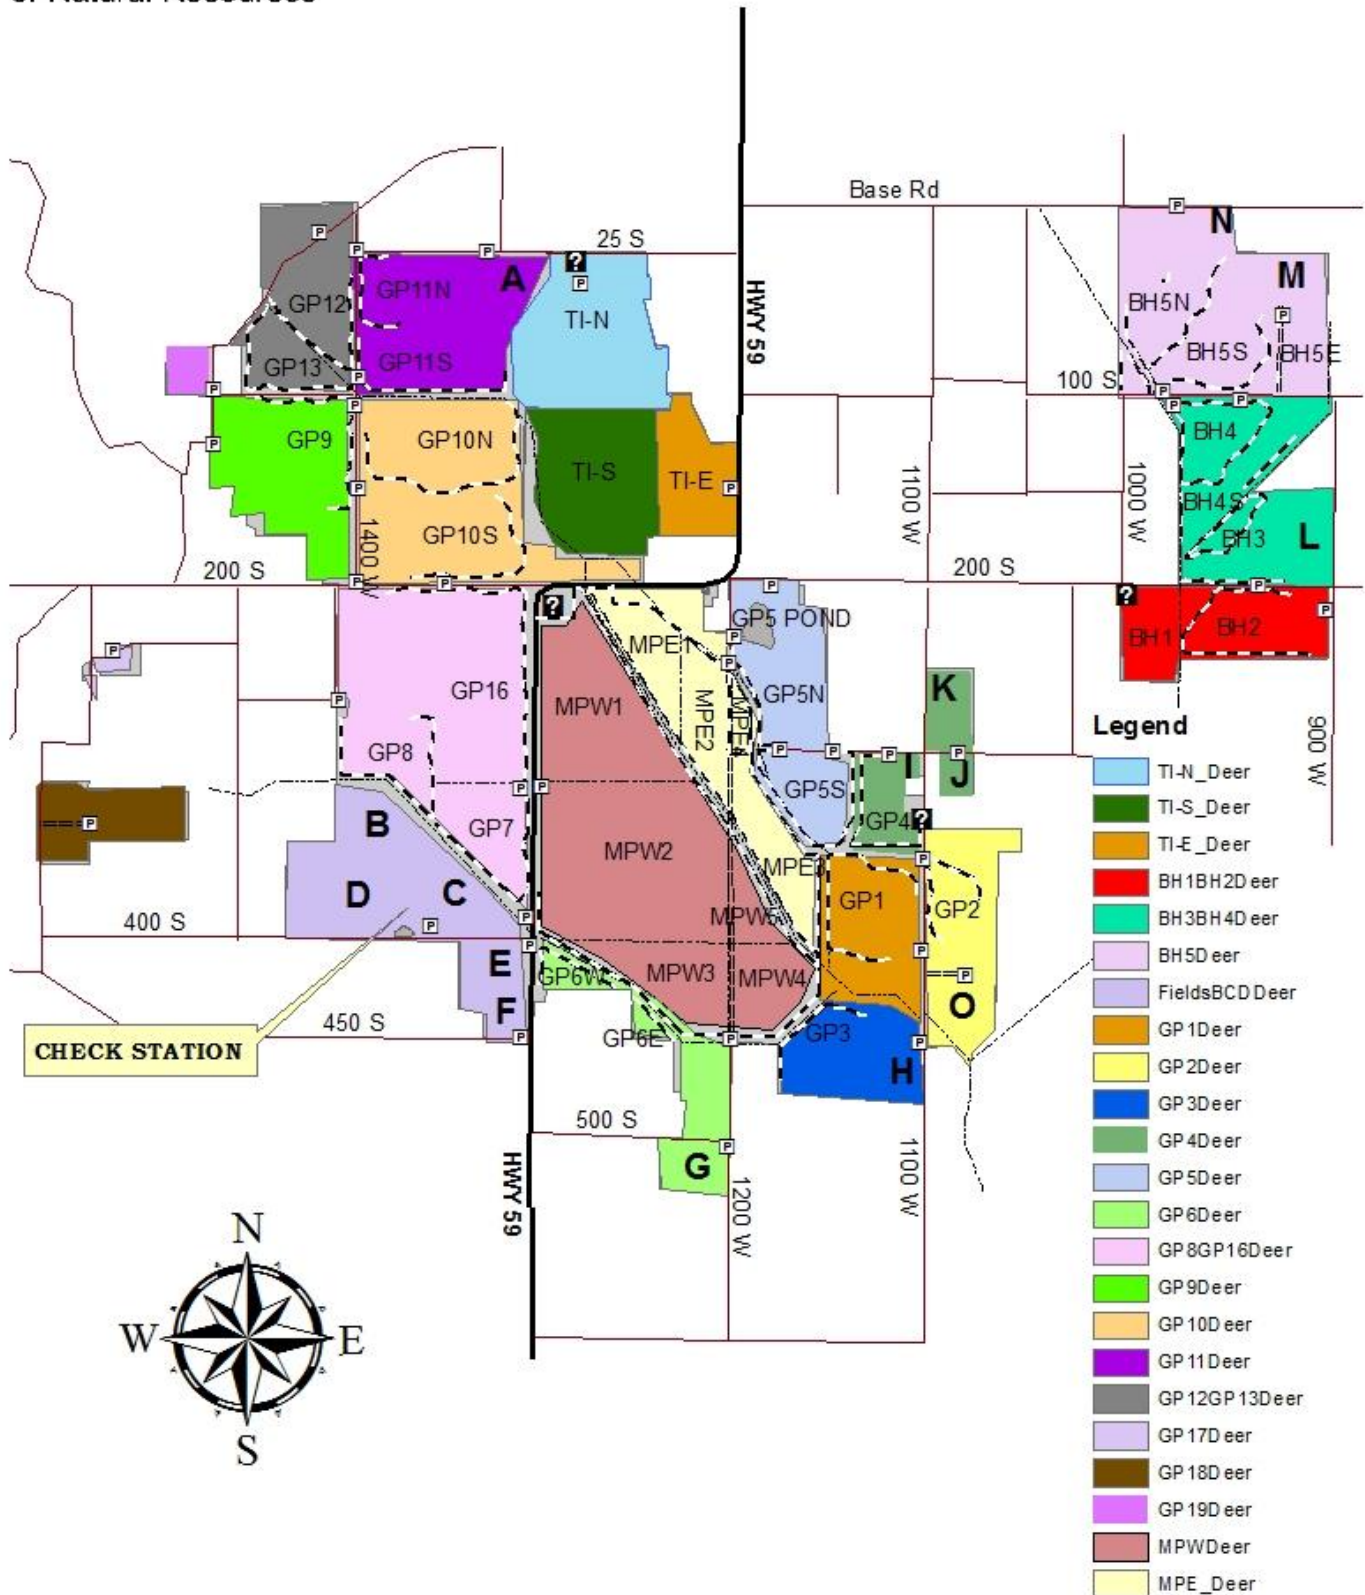 of Natural Resources
Base Rd
N
25 S
A
?
P
M
GP11N
HWY 59
BH5N
GP12
TI-N
BH5S
BH5E
GP13
GP11S
100 S
GP9
GP10N
BH4
TI-S
TI-E
1100 W
1000 W
BH4S
GP10S
BH3
L
1400 W
200 S
200 S
?
?
GP5 POND
BH1
BH2
MPE1
GP16
GP5N
K
MPW1
MPE2
MPE4
900 W
GP8
I
J
GP5S
B
GP7
GP4
?
MPW2
MPE3
D
C
GP1
GP2
MPW5
400 S
E
GP6W
MPW3
MPW4
F
O
450 S
GP6E
GP3
CHECK STATION
H
500 S
G
HWY 59
1200 W
1100 W
N
W
E
S
Legend
TI-N_Deer
TI-S_Deer
TI-E_Deer
BH1BH2Deer
BH3BH4Deer
BH5Deer
FieldsBCDDeer
GP1Deer
GP2Deer
GP3Deer
GP4Deer
GP5Deer
GP6Deer
GP8GP16Deer
GP9Deer
GP10Deer
GP11Deer
GP12GP13Deer
GP17Deer
GP18Deer
GP19Deer
MPWDeer
MPE_Deer